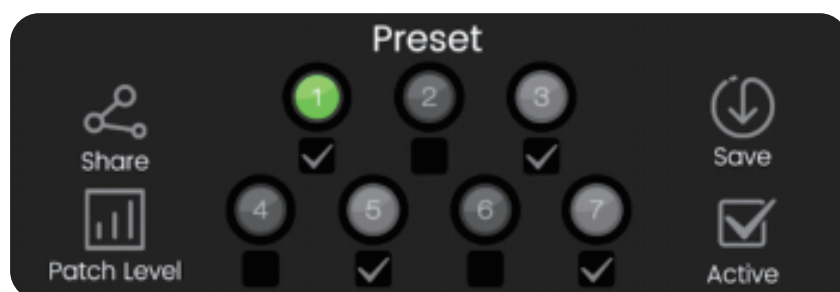 Preset
1 2 3
Share
Save
4 5 6 7
Patch Level
Active